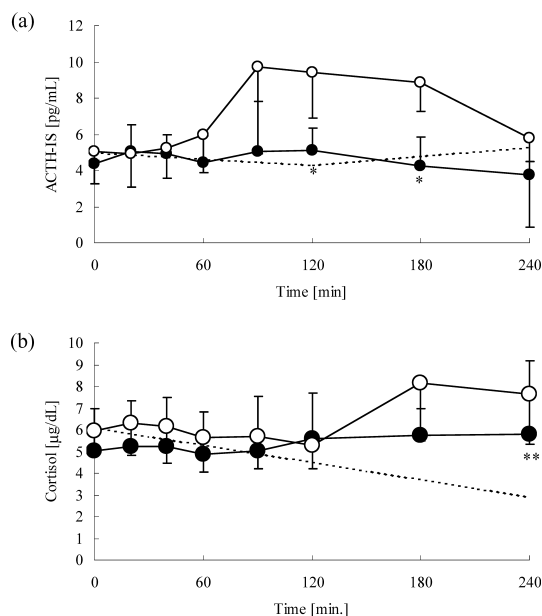 (a)
12
10
8
6
4
2
0
ACTH-IS [pg/mL]
*
*
0 60 120 180 240
Time [min]
(b)
10
9
8
7
6
5
4
3
2
1
0
Cortisol [µg/dL]
**
0 60 120 180 240
Time [min.]